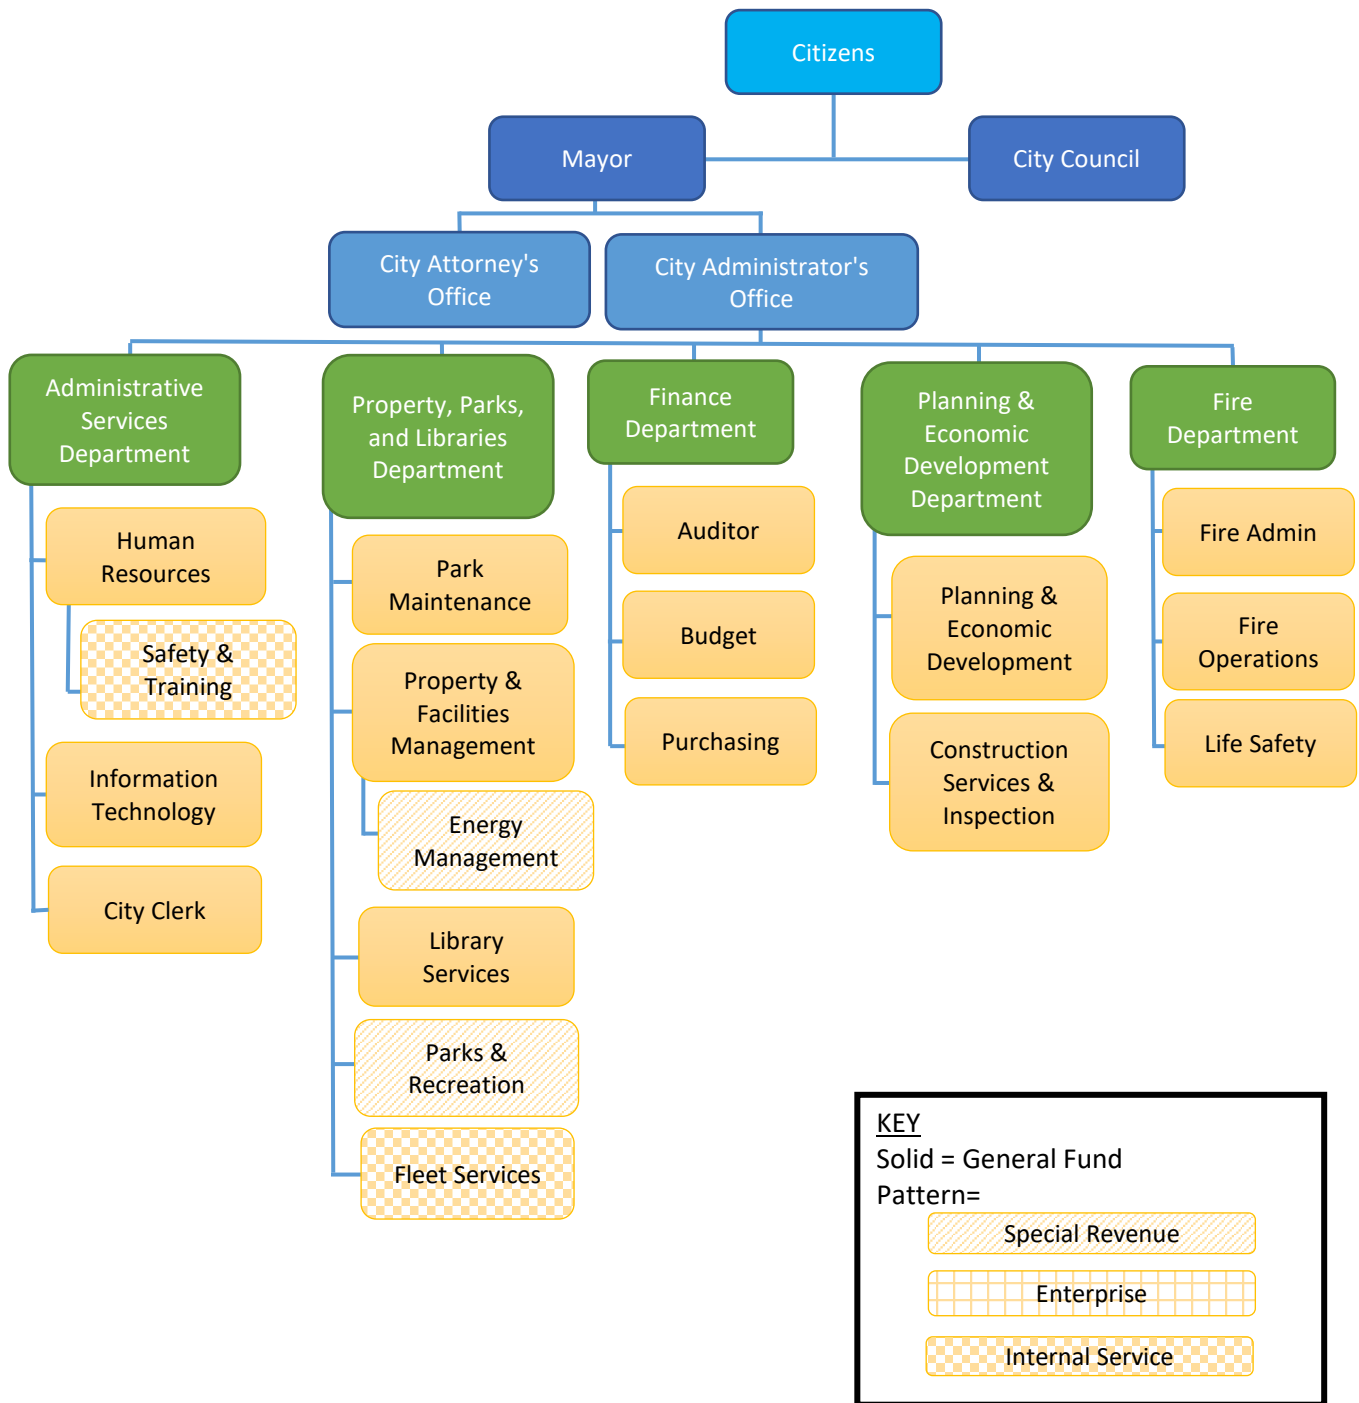 Citizens
Mayor
City Council
City Attorney's
Office
City Administrator's
Office
Administrative
Services
Department
Property, Parks,
and Libraries
Department
Finance
Department
Planning &
Economic
Development
Department
Fire
Department
Human
Resources
Safety &
Training
Information
Technology
City Clerk
Park
Maintenance
Property &
Facilities
Management
Energy
Management
Library
Services
Parks &
Recreation
Fleet Services
Auditor
Budget
Purchasing
Planning &
Economic
Development
Construction
Services &
Inspection
Fire Admin
Fire
Operations
Life Safety
KEY
Solid = General Fund
Pattern=
Special Revenue
Enterprise
Internal Service